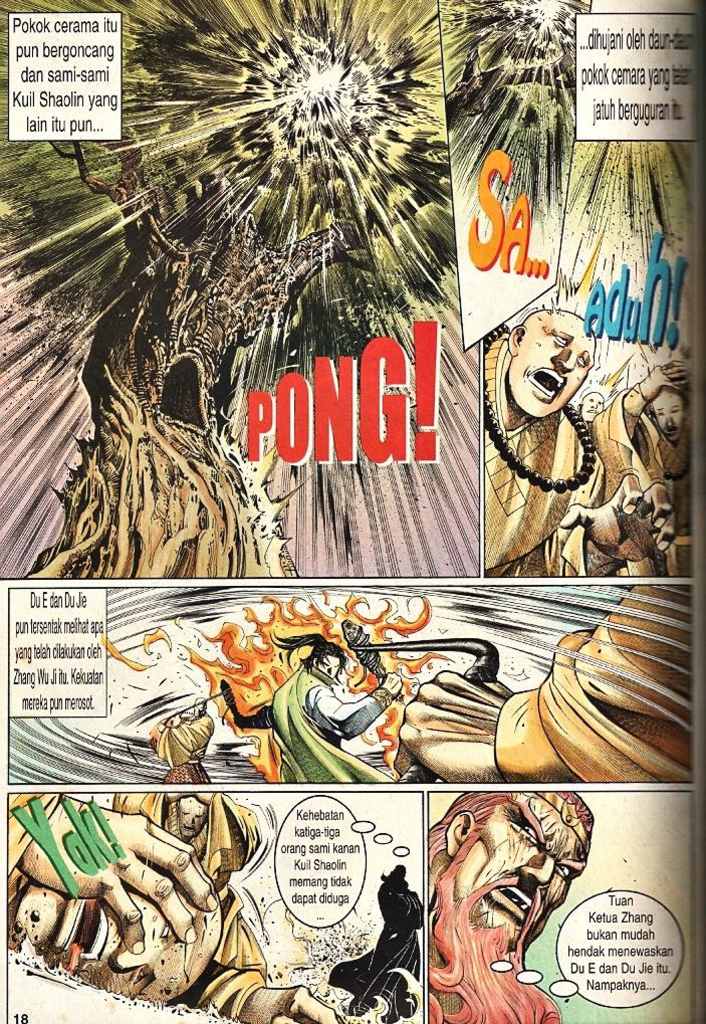 Pokok cerama itu
pun bergoncang
dan sami-sami
Kuil Shaolin yang
lain itu pun...
...dihujani oleh daun-daun
pokok cemara yang telah
jatuh berguguran itu.
SA...
Aduh!
PONG!
Du E dan Du Jie
pun tersentak melihat apa
yang telah dilakukan oleh
Zhang Wu Ji itu. Kekuatan
mereka pun merosot.
Yah!
Kehebatan
katiga-tiga
orang sami kanan
Kuil Shaolin
memang tidak
dapat diduga
...
Tuan
Ketua Zhang
bukan mudah
hendak menewaskan
Du E dan Du Jie itu.
Nampaknya...
18